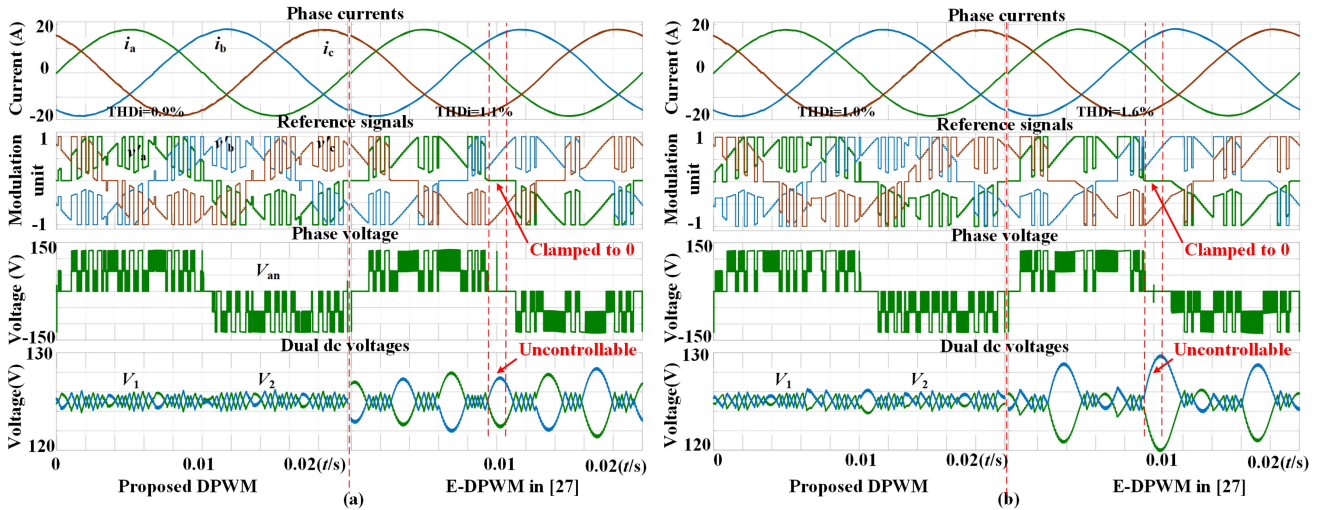 Phase currents
20
Current (A)
0
-20
i_a
i_b
i_c
THDi=0.9%
THDi=1.1%
Reference signals
1
Modulation
unit
-1
v'_a
v'_b
v'_c
Clamped to 0
Phase voltage
150
Voltage (V)
-150
V_an
Dual dc voltages
130
Voltage(V)
120
V_1
V_2
Uncontrollable
0
0.01
0.02(t/s)
0.01
0.02(t/s)
Proposed DPWM
(a)
E-DPWM in [27]
Phase currents
20
Current (A)
0
-20
THDi=1.0%
THDi=1.6%
Reference signals
1
Modulation
unit
-1
Clamped to 0
Phase voltage
150
Voltage (V)
-150
Dual dc voltages
130
Voltage(V)
120
V_1
V_2
Uncontrollable
0
0.01
0.02(t/s)
0.01
0.02(t/s)
Proposed DPWM
(b)
E-DPWM in [27]